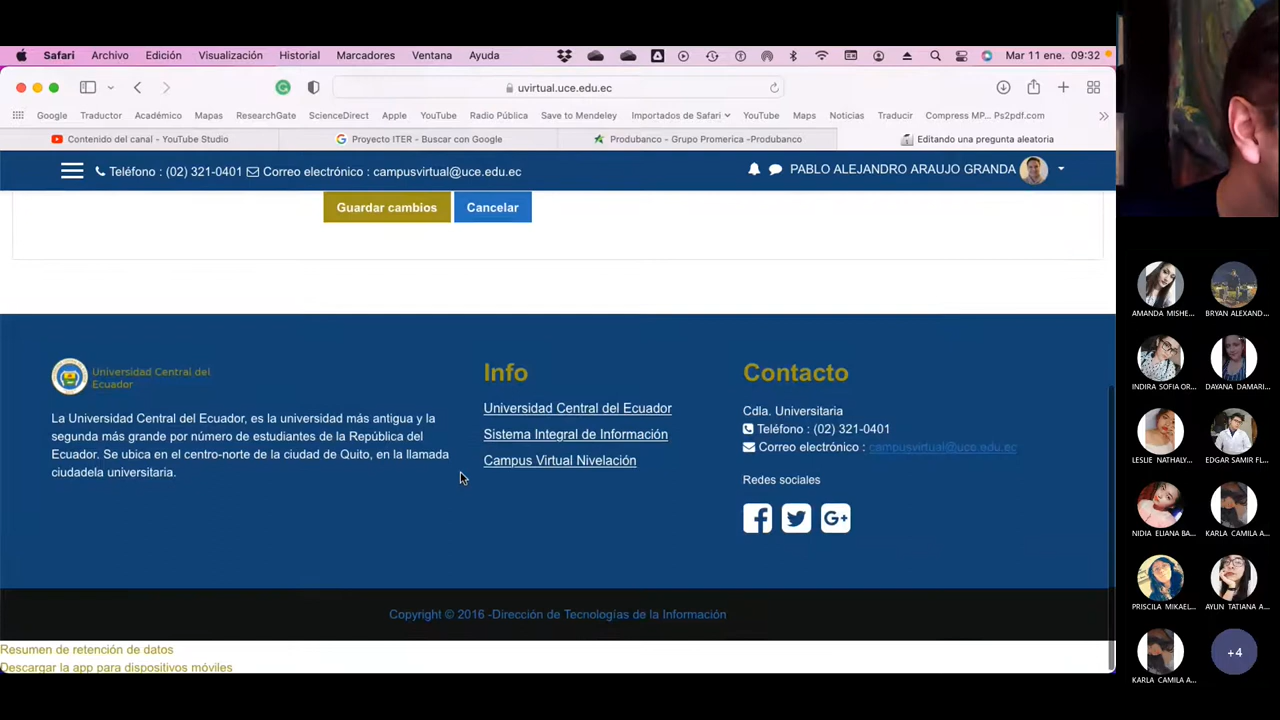 Safari Archivo Edición Visualización Historial Marcadores Ventana Ayuda Mar 11 ene. 09:32
uvirtual.uce.edu.ec
Google Traductor Académico Mapas ResearchGate ScienceDirect Apple YouTube Radio Pública Save to Mendeley Importados de Safari YouTube Maps Noticias Traducir Compress MP... Ps2pdf.com
Contenido del canal - YouTube Studio Proyecto ITER - Buscar con Google Produbanco - Grupo Promerica -Produbanco Editando una pregunta aleatoria
Teléfono : (02) 321-0401 Correo electrónico : campusvirtual@uce.edu.ec PABLO ALEJANDRO ARAUJO GRANDA
Guardar cambios Cancelar
Universidad Central del
Ecuador
La Universidad Central del Ecuador, es la universidad más antigua y la
segunda más grande por número de estudiantes de la República del
Ecuador. Se ubica en el centro-norte de la ciudad de Quito, en la llamada
ciudadela universitaria.
Info
Universidad Central del Ecuador
Sistema Integral de Información
Campus Virtual Nivelación
Contacto
Cdla. Universitaria
Teléfono : (02) 321-0401
Correo electrónico : campusvirtual@uce.edu.ec
Redes sociales
Copyright © 2016 -Dirección de Tecnologías de la Información
Resumen de retención de datos
Descargar la app para dispositivos móviles
AMANDA MISHE... BRYAN ALEXAND...
INDIRA SOFIA OR... DAYANA DAMARI...
LESLIE NATHALY... EDGAR SAMIR FL...
NIDIA ELIANA BA... KARLA CAMILA A...
PRISCILA MIKAEL... AYLIN TATIANA A...
KARLA CAMILA A... +4